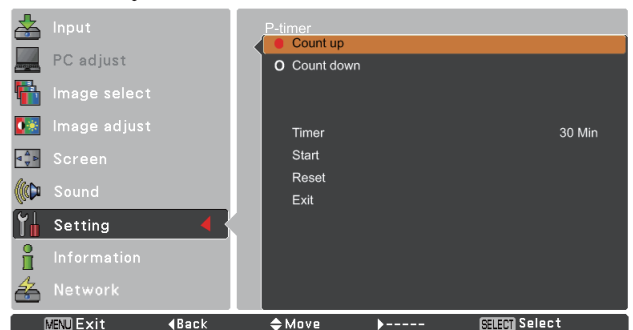 Input
PC adjust
Image select
Image adjust
Screen
Sound
Setting
Information
Network
P-timer
Count up
Count down
Timer 30 Min
Start
Reset
Exit
MENU Exit Back Move ----- SELECT Select